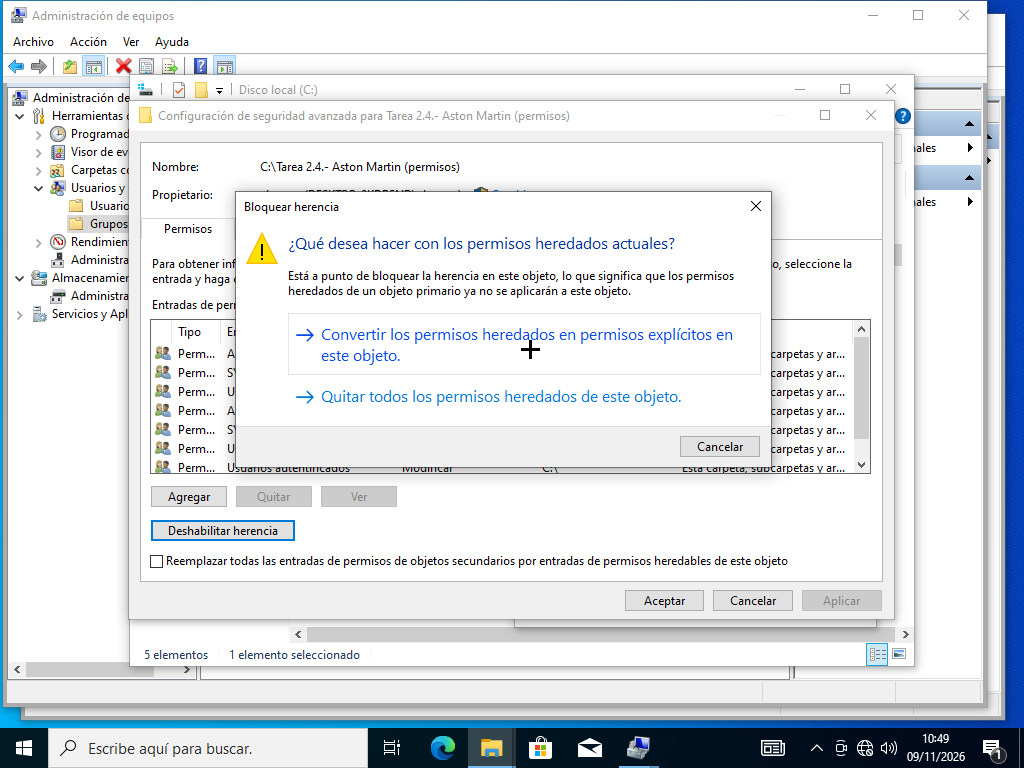 Administración de equipos
Archivo Acción Ver Ayuda
Disco local (C:)
Administración de
Configuración de seguridad avanzada para Tarea 2.4.- Aston Martin (permisos)
Herramientas
Programad
Visor de ev
Carpetas co
Usuarios y
Usuario
Grupos
Rendimien
Administra
Almacenamien
Administra
Servicios y Apl
Nombre: C:\Tarea 2.4.- Aston Martin (permisos)
Propietario:
Permisos
Para obtener inf
entrada y haga
o, seleccione la
Entradas de per
Tipo
Bloquear herencia
¿Qué desea hacer con los permisos heredados actuales?
Está a punto de bloquear la herencia en este objeto, lo que significa que los permisos
heredados de un objeto primario ya no se aplicarán a este objeto.
Convertir los permisos heredados en permisos explícitos en
este objeto.
Quitar todos los permisos heredados de este objeto.
Cancelar
Perm... A carpetas y ar...
Perm... SY carpetas y ar...
Perm... U carpetas y ar...
Perm... A carpetas y ar...
Perm... SY carpetas y ar...
Perm... U carpetas y ar...
Perm... Usuarios autentificados Modificar C:\ Esta carpeta, subcarpetas y ar...
Agregar Quitar Ver
Deshabilitar herencia
Reemplazar todas las entradas de permisos de objetos secundarios por entradas de permisos heredables de este objeto
Aceptar Cancelar Aplicar
nales
nales
5 elementos 1 elemento seleccionado
Escribe aquí para buscar.
10:49
09/11/2026
1